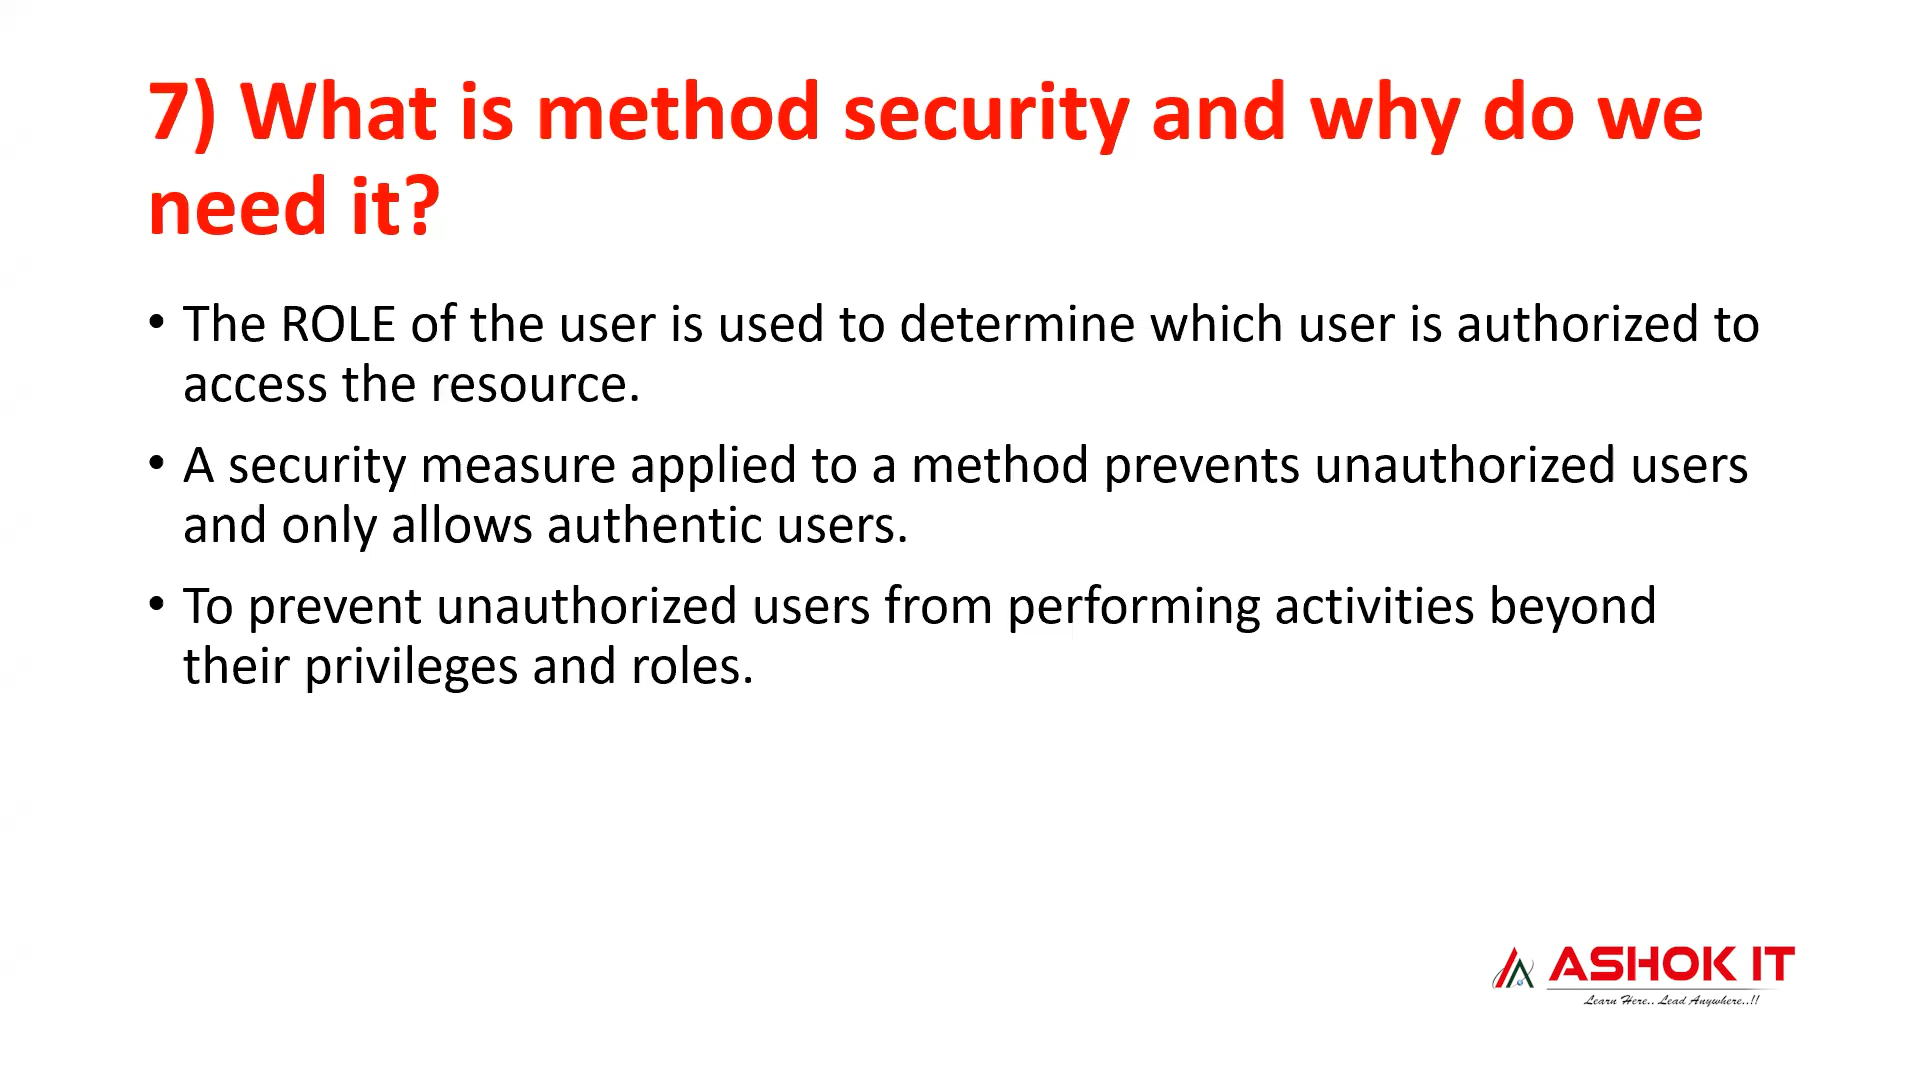 7) What is method security and why do we
need it?
• The ROLE of the user is used to determine which user is authorized to
access the resource.
• A security measure applied to a method prevents unauthorized users
and only allows authentic users.
• To prevent unauthorized users from performing activities beyond
their privileges and roles.
ASHOK IT
Learn Here.. Lead Anywhere..!!